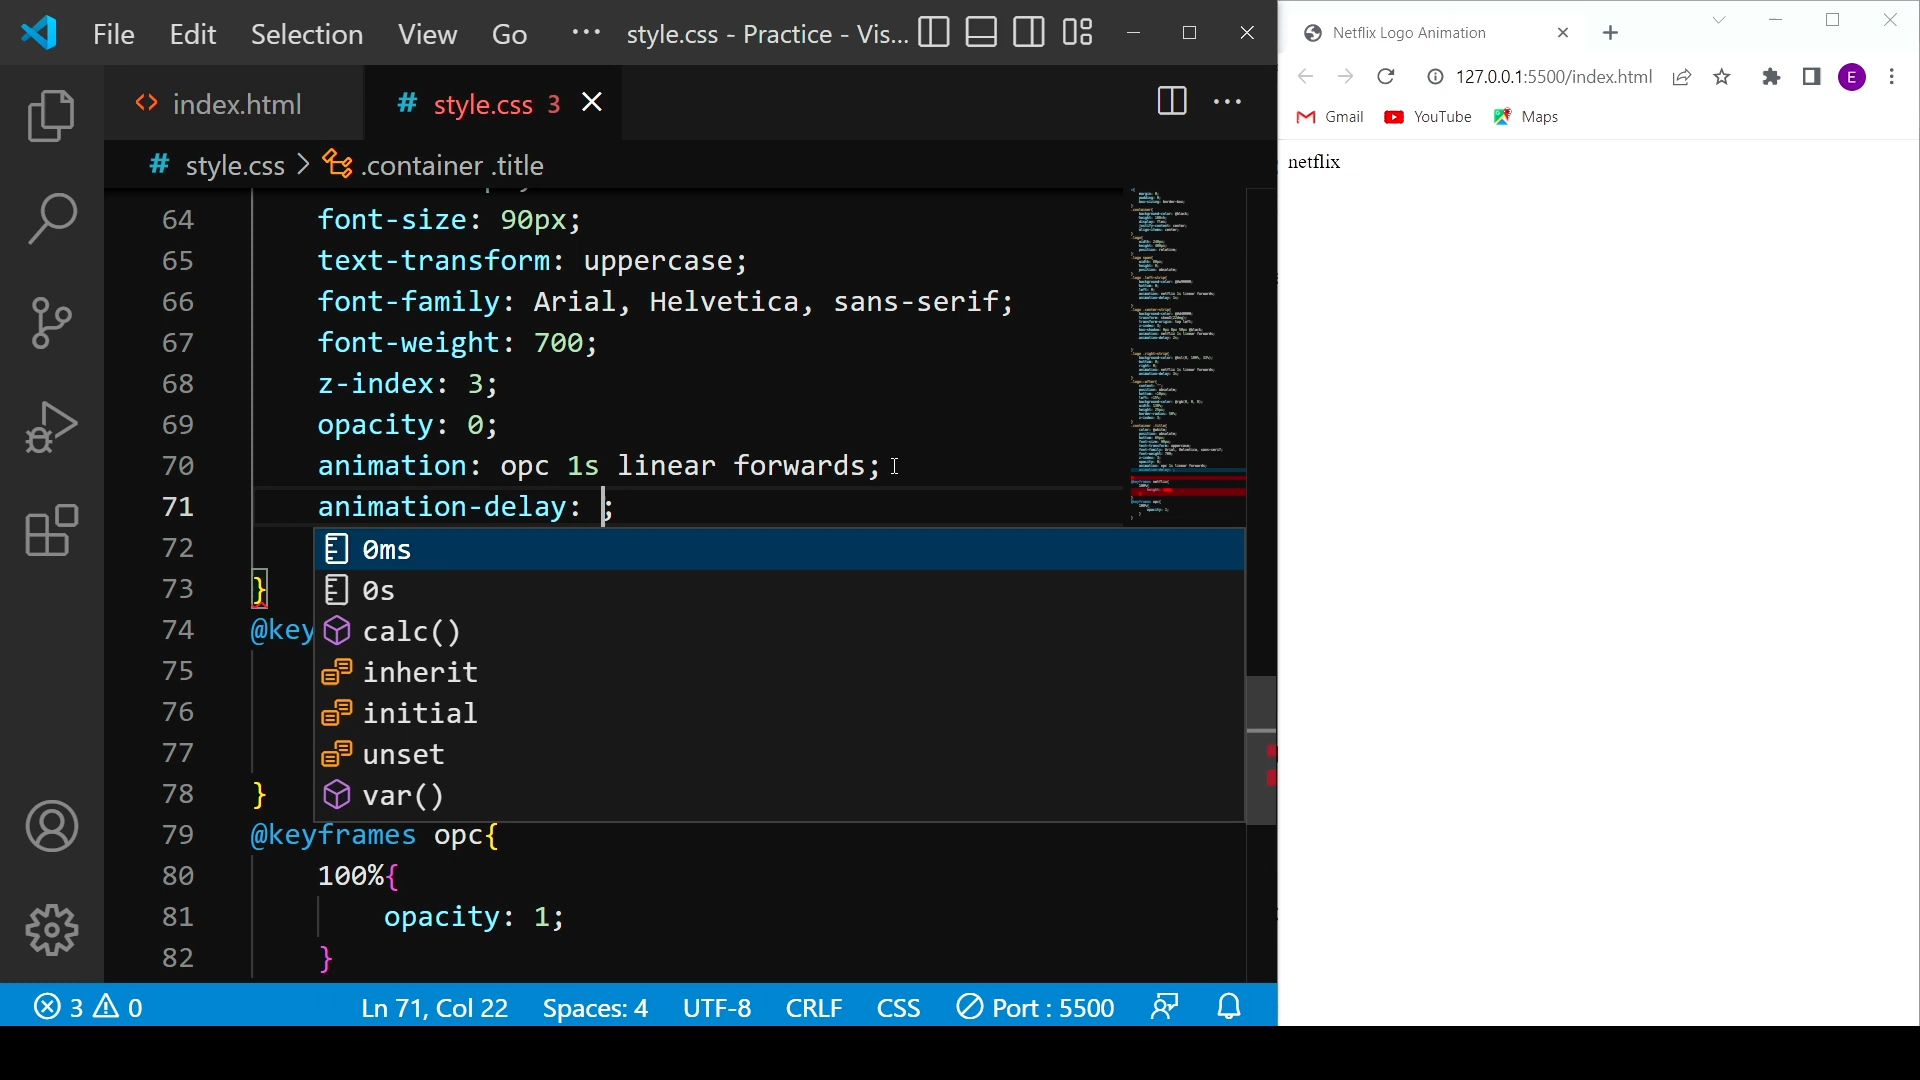 File Edit Selection View Go ··· style.css - Practice - Vis...
index.html
# style.css 3
# style.css > .container .title
64 font-size: 90px;
65 text-transform: uppercase;
66 font-family: Arial, Helvetica, sans-serif;
67 font-weight: 700;
68 z-index: 3;
69 opacity: 0;
70 animation: opc 1s linear forwards;
71 animation-delay: ;
72
73 }
74 @key
75
76
77
78 }
79 @keyframes opc{
80 100%{
81 opacity: 1;
82 }
0ms
0s
calc()
inherit
initial
unset
var()
3 0 Ln 71, Col 22 Spaces: 4 UTF-8 CRLF CSS Port : 5500
Netflix Logo Animation
127.0.0.1:5500/index.html E
Gmail YouTube Maps
netflix